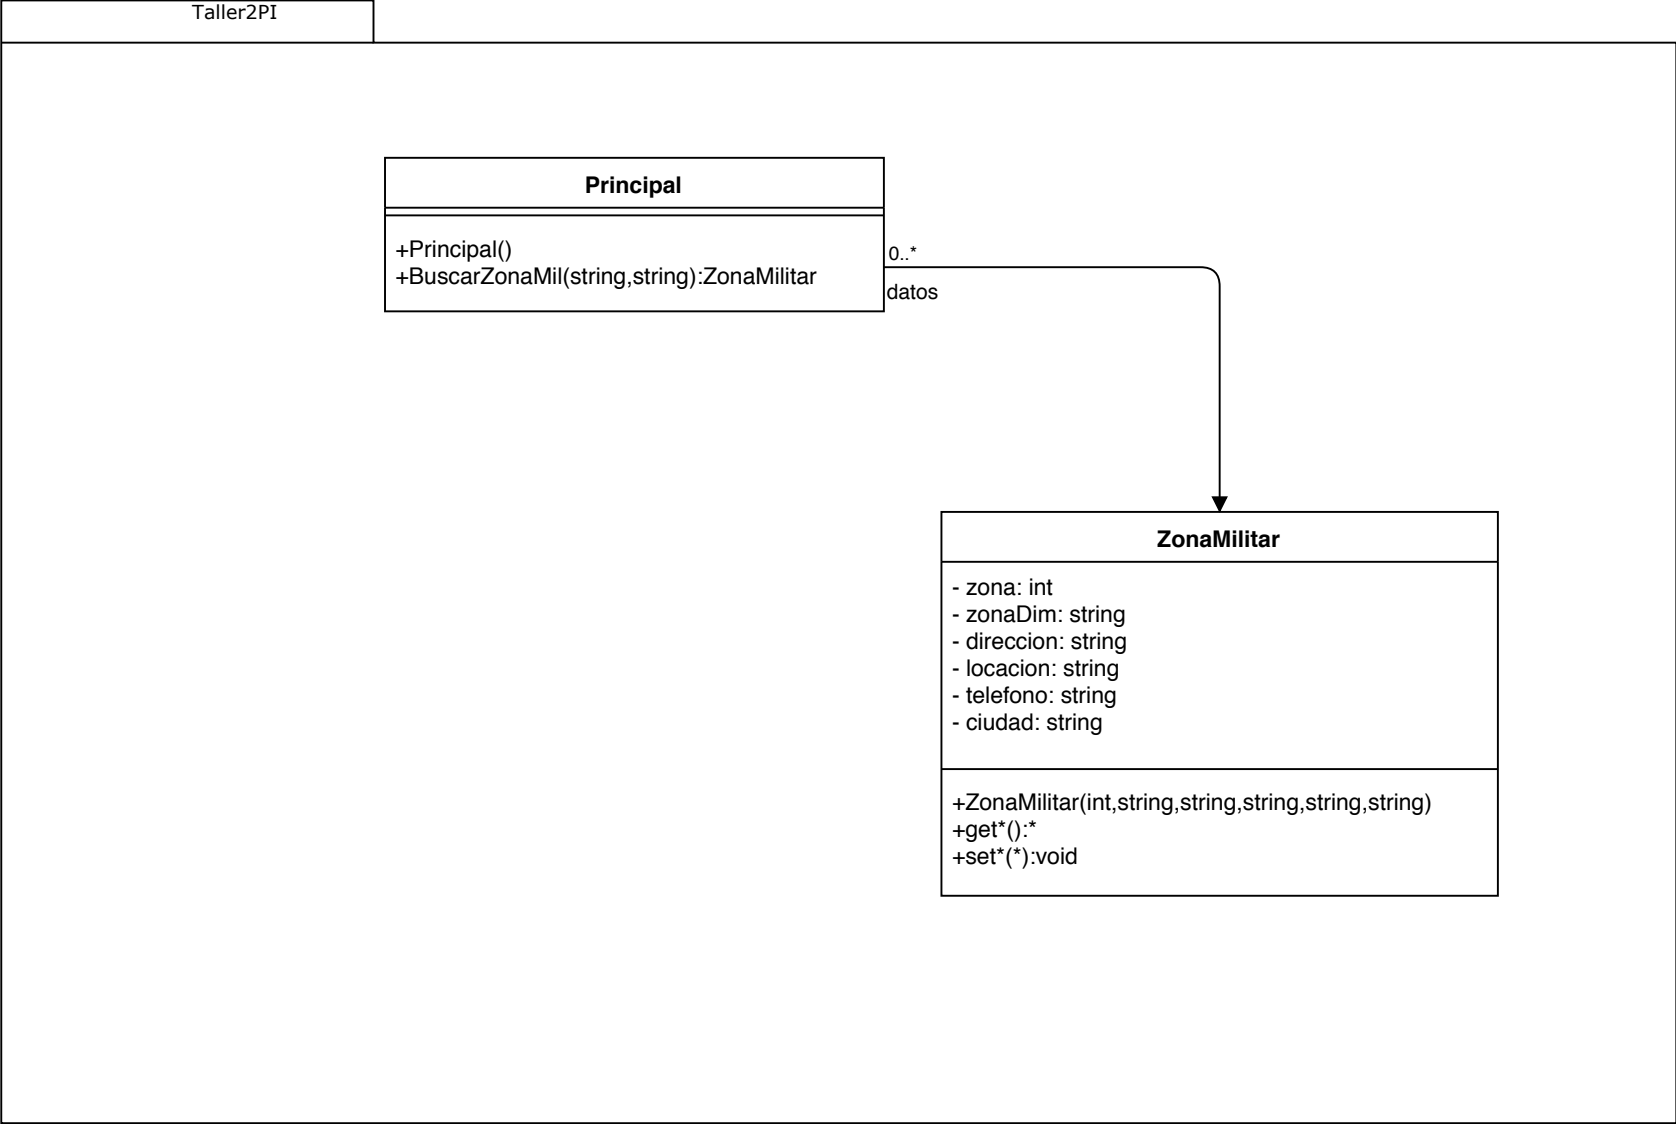 Taller2PI
Principal
+Principal()
+BuscarZonaMil(string,string):ZonaMilitar
0..*
datos
ZonaMilitar
- zona: int
- zonaDim: string
- direccion: string
- locacion: string
- telefono: string
- ciudad: string
+ZonaMilitar(int,string,string,string,string,string)
+get*():*
+set*(*):void